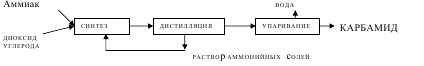 Аммиак
ВОДА
СИНТЕЗ
ДИСТИЛЛЯЦИЯ
УПАРИВАНИЕ
КАРБАМИД
ДИОКСИД
УГЛЕРОДА
РАСТВОР АММОНИЙНЫХ СОЛЕЙ